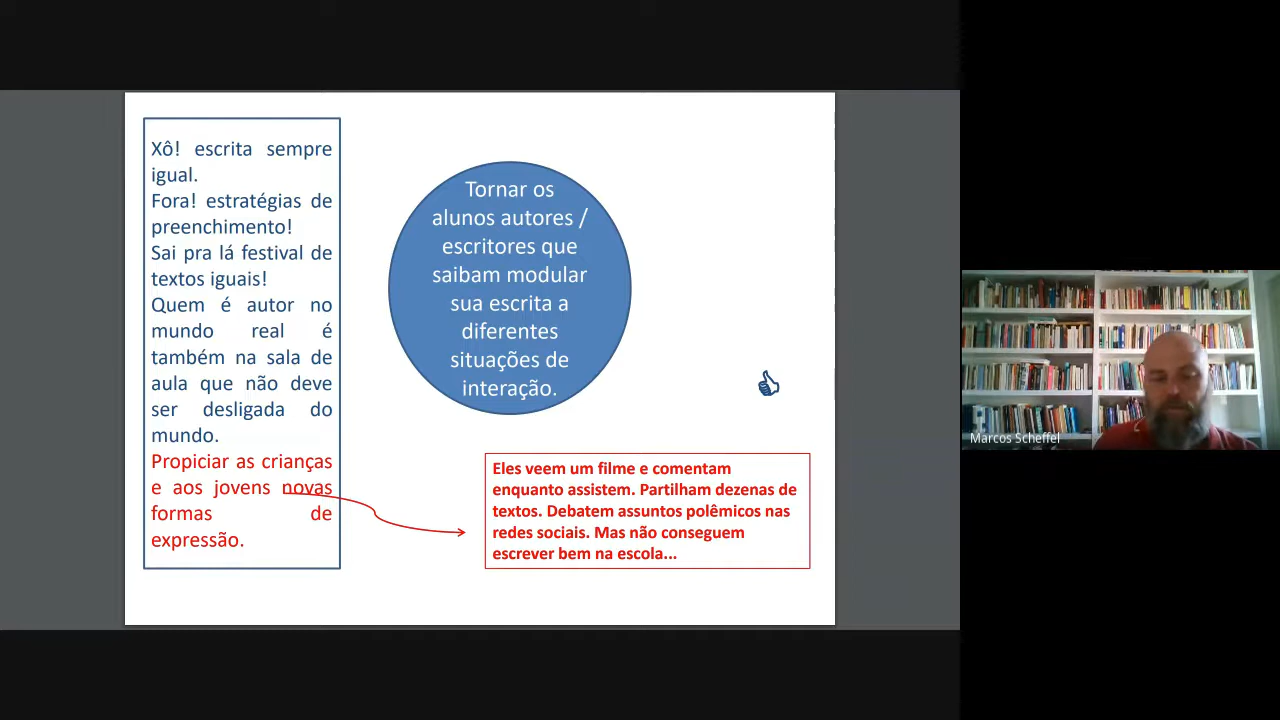 Xô! escrita sempre
igual.
Fora! estratégias de
preenchimento!
Sai pra lá festival de
textos iguais!
Quem é autor no
mundo real é
também na sala de
aula que não deve
ser desligada do
mundo.
Propiciar as crianças
e aos jovens novas
formas de
expressão.
Tornar os
alunos autores /
escritores que
saibam modular
sua escrita a
diferentes
situações de
interação.
Eles veem um filme e comentam
enquanto assistem. Partilham dezenas de
textos. Debatem assuntos polêmicos nas
redes sociais. Mas não conseguem
escrever bem na escola...
Marcos Scheffel